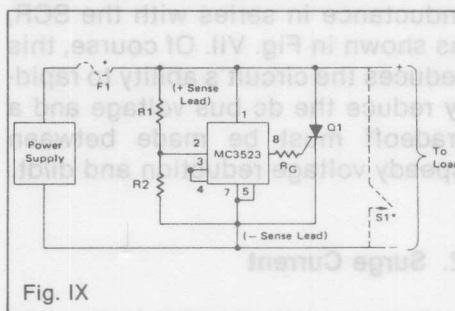 nductance in series with the SCR
as shown in Fig. VII. Of course, this
reduces the circuit s ability to rapid-
y reduce the dc bus voltage and a
radeoff must be made between
speedy voltage reduction and di/dt.
2. Surge Current
F1
*
(+ Sense
Lead)
+
R1
1
Q1
2
8
Power
Supply
3
MC3523
RG
To
Load
R2
4
7
5
S1*
(− Sense Lead)
−
Fig. IX